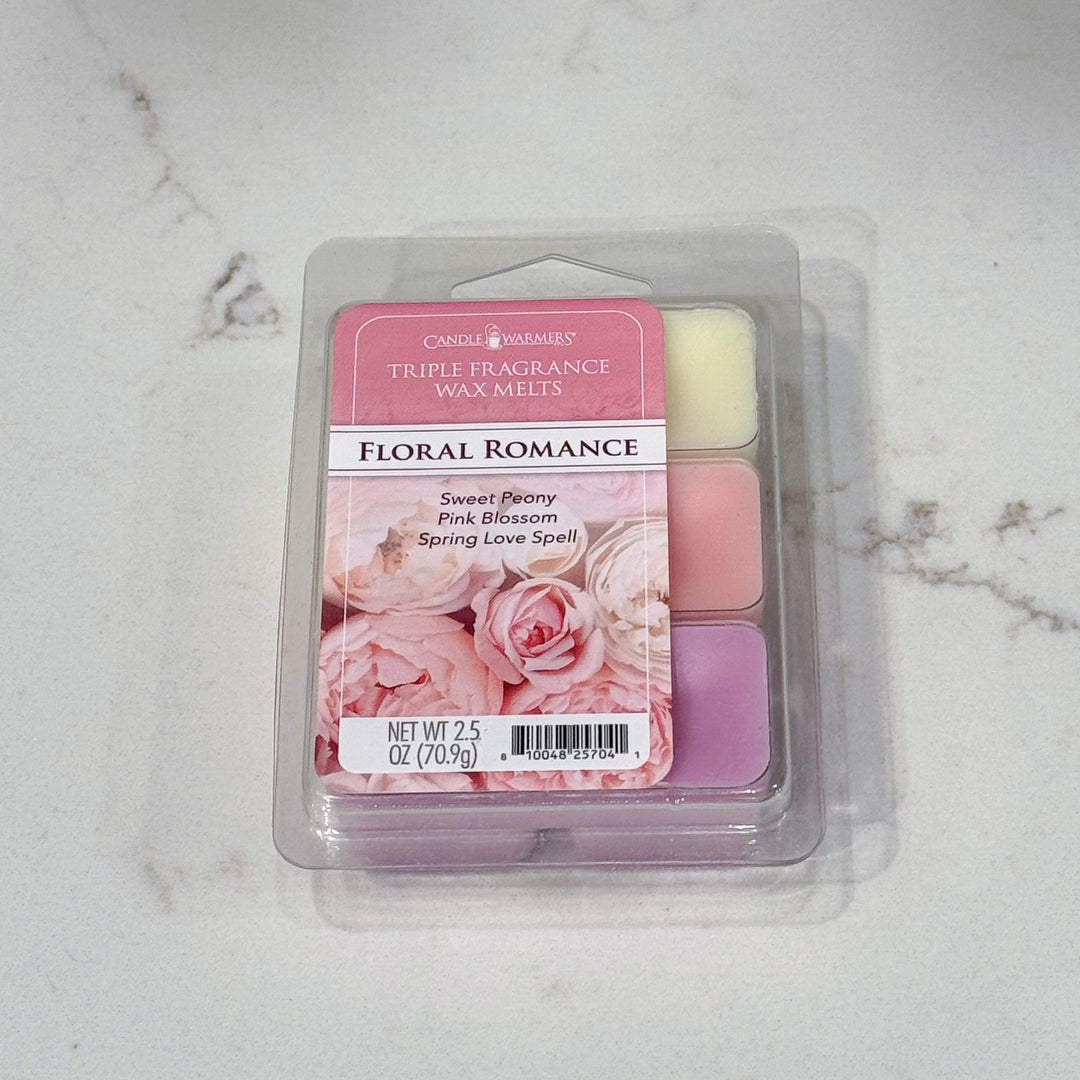 CANDLE WARMERS®
TRIPLE FRAGRANCE
WAX MELTS
FLORAL ROMANCE
Sweet Peony
Pink Blossom
Spring Love Spell
NET WT 2.5
OZ (70.9g)
8 10048 25704 1